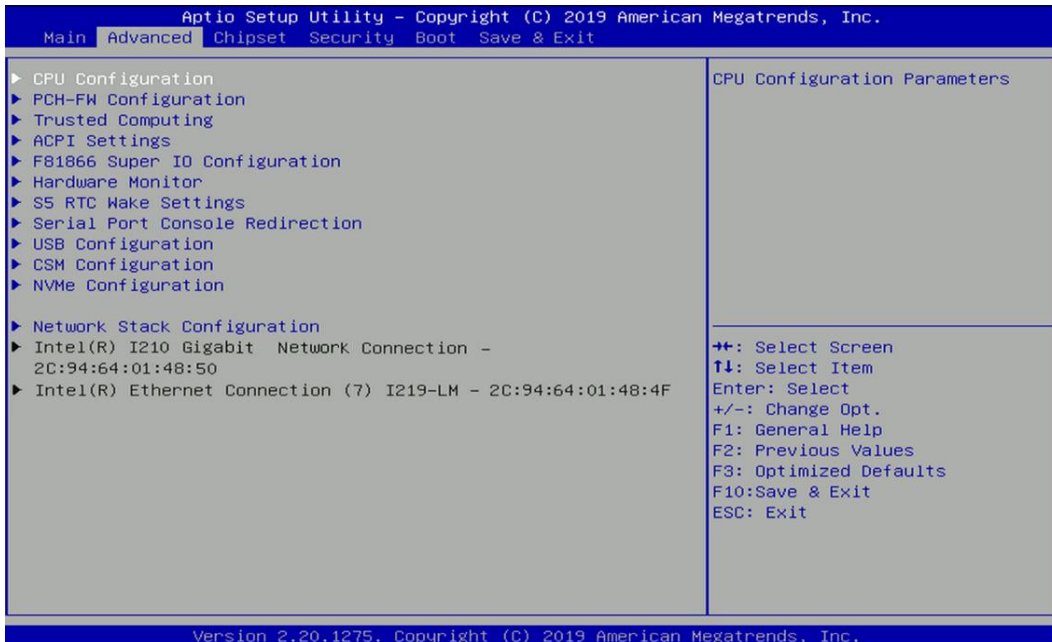 Aptio Setup Utility – Copyright (C) 2019 American Megatrends, Inc.
Main Advanced Chipset Security Boot Save & Exit
▶ CPU Configuration
▶ PCH-FW Configuration
▶ Trusted Computing
▶ ACPI Settings
▶ F81866 Super IO Configuration
▶ Hardware Monitor
▶ S5 RTC Wake Settings
▶ Serial Port Console Redirection
▶ USB Configuration
▶ CSM Configuration
▶ NVMe Configuration
▶ Network Stack Configuration
▶ Intel(R) I210 Gigabit  Network Connection –
2C:94:64:01:48:50
▶ Intel(R) Ethernet Connection (7) I219-LM – 2C:94:64:01:48:4F
CPU Configuration Parameters
→←: Select Screen
↑↓: Select Item
Enter: Select
+/-: Change Opt.
F1: General Help
F2: Previous Values
F3: Optimized Defaults
F10:Save & Exit
ESC: Exit
Version 2.20.1275. Copyright (C) 2019 American Megatrends, Inc.